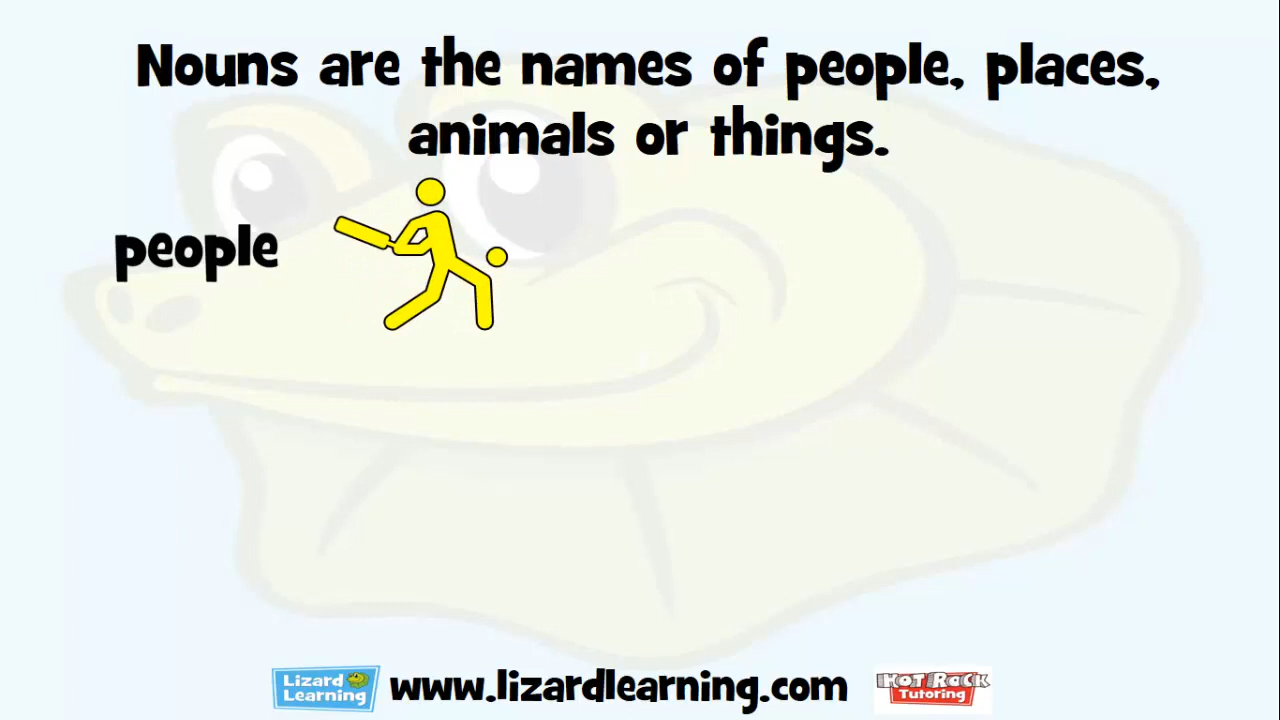 Nouns are the names of people, places,
animals or things.
people
Lizard
Learning
www.lizardlearning.com
HOT ROCK
Tutoring